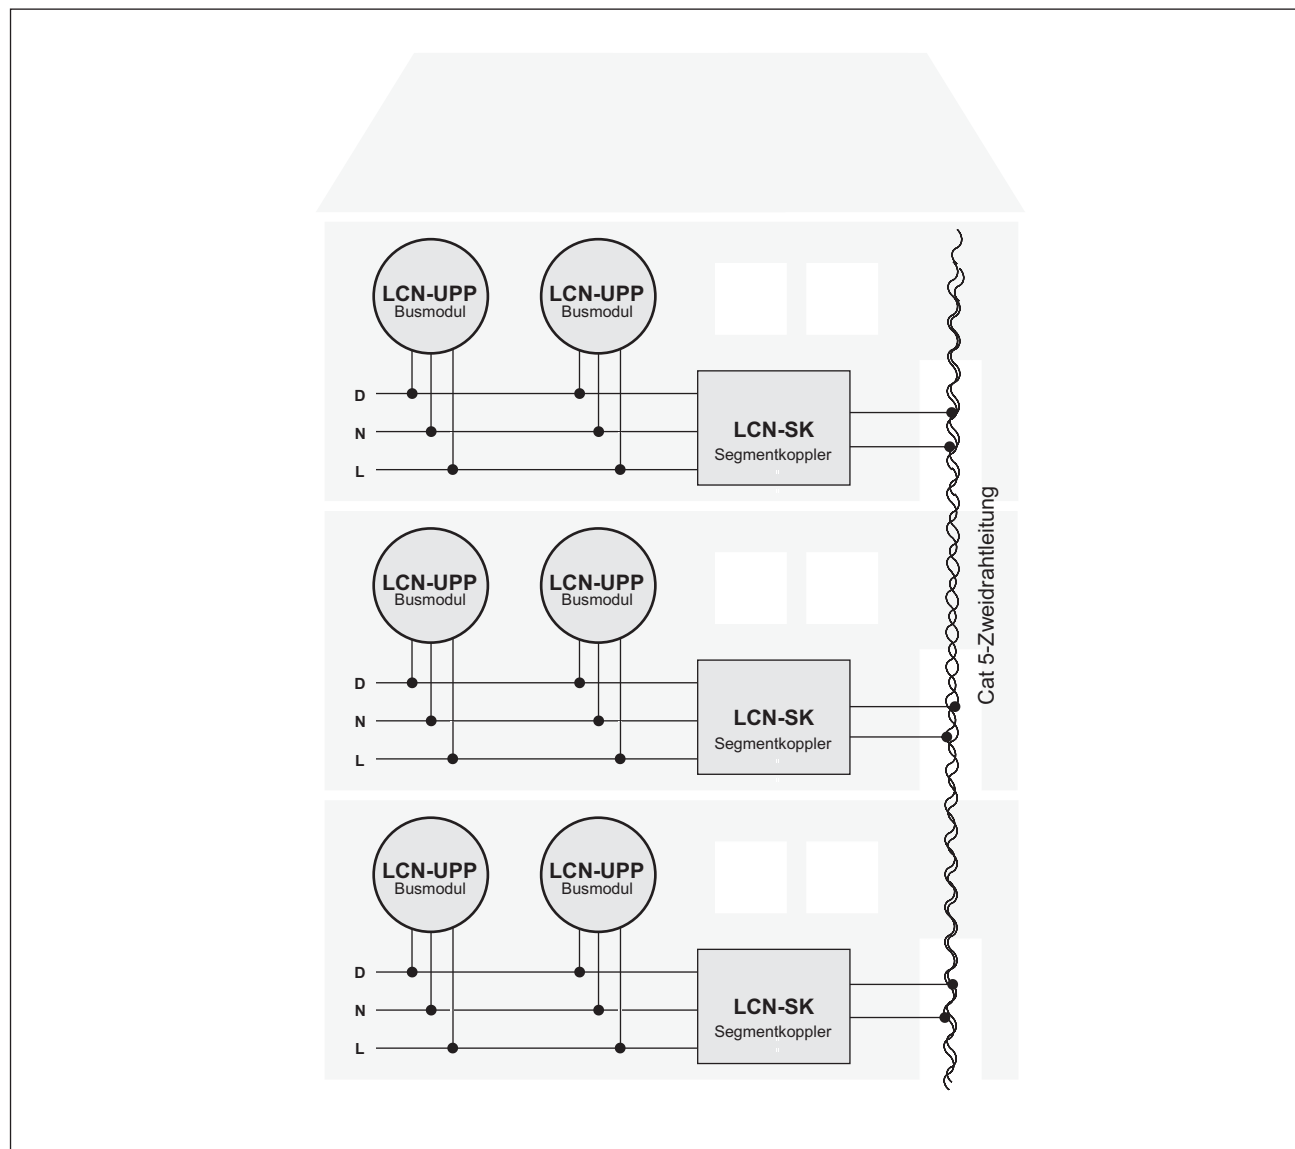 LCN-UPP
Busmodul
LCN-UPP
Busmodul
D
N
L
LCN-SK
Segmentkoppler
LCN-UPP
Busmodul
LCN-UPP
Busmodul
D
N
L
LCN-SK
Segmentkoppler
Cat 5-Zweidrahtleitung
LCN-UPP
Busmodul
LCN-UPP
Busmodul
D
N
L
LCN-SK
Segmentkoppler